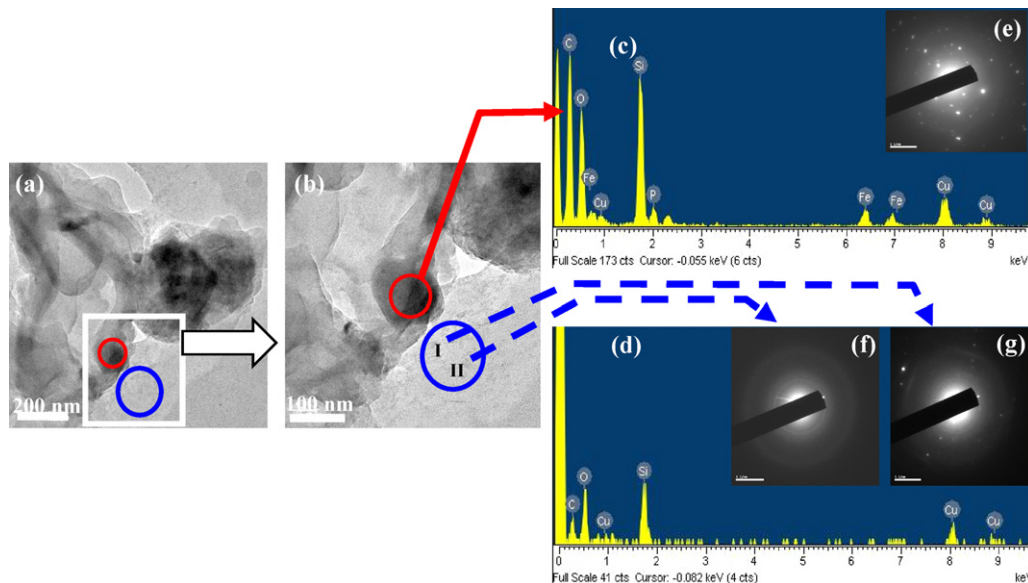 (a)
200 nm
(b)
I
II
100 nm
(c)
(e)
C
O
Fe
Cu
Si
P
Fe
Fe
Cu
Cu
0 1 2 3 4 5 6 7 8 9
Full Scale 173 cts Cursor: -0.055 keV (6 cts) keV
(d)
(f)
(g)
C
O
Cu
Si
Cu
Cu
0 1 2 3 4 5 6 7 8 9
Full Scale 41 cts Cursor: -0.082 keV (4 cts) keV